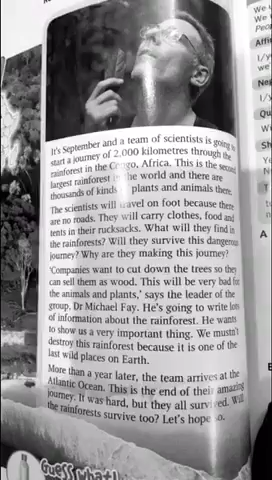 It's September and a team of scientists is going to
start a journey of 2,000 kilometres through the
rainforest in the Congo, Africa. This is the second
largest rainforest in the world and there are
thousands of kinds plants and animals there.
The scientists will travel on foot because there
are no roads. They will carry clothes, food and
tents in their rucksacks. What will they find in
the rainforests? Will they survive this dangerous
journey? Why are they making this journey?
'Companies want to cut down the trees so they
can sell them as wood. This will be very bad for
the animals and plants,' says the leader of the
group, Dr Michael Fay. He's going to write lots
of information about the rainforest. He wants
to show us a very important thing. We mustn't
destroy this rainforest because it is one of the
last wild places on Earth.
More than a year later, the team arrives at the
Atlantic Ocean. This is the end of their amazing
journey. It was hard, but they all survived. Will
the rainforests survive too? Let's hope so.
Guess what!
We
We
Peo
Affi
I/y
we
Ne
I/
Qu
W
Sh
Ye
N
T
A